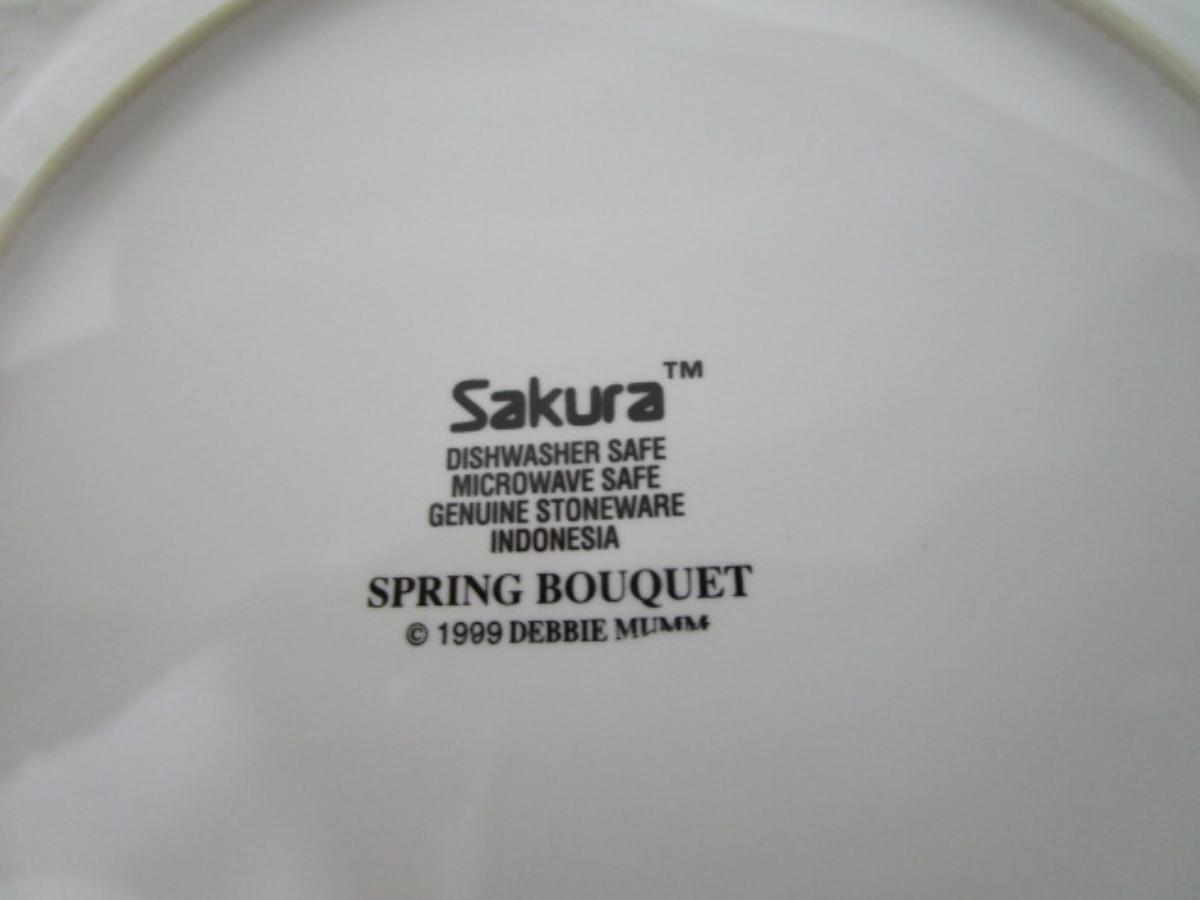 Sakura™
DISHWASHER SAFE
MICROWAVE SAFE
GENUINE STONEWARE
INDONESIA
SPRING BOUQUET
© 1999 DEBBIE MUMM